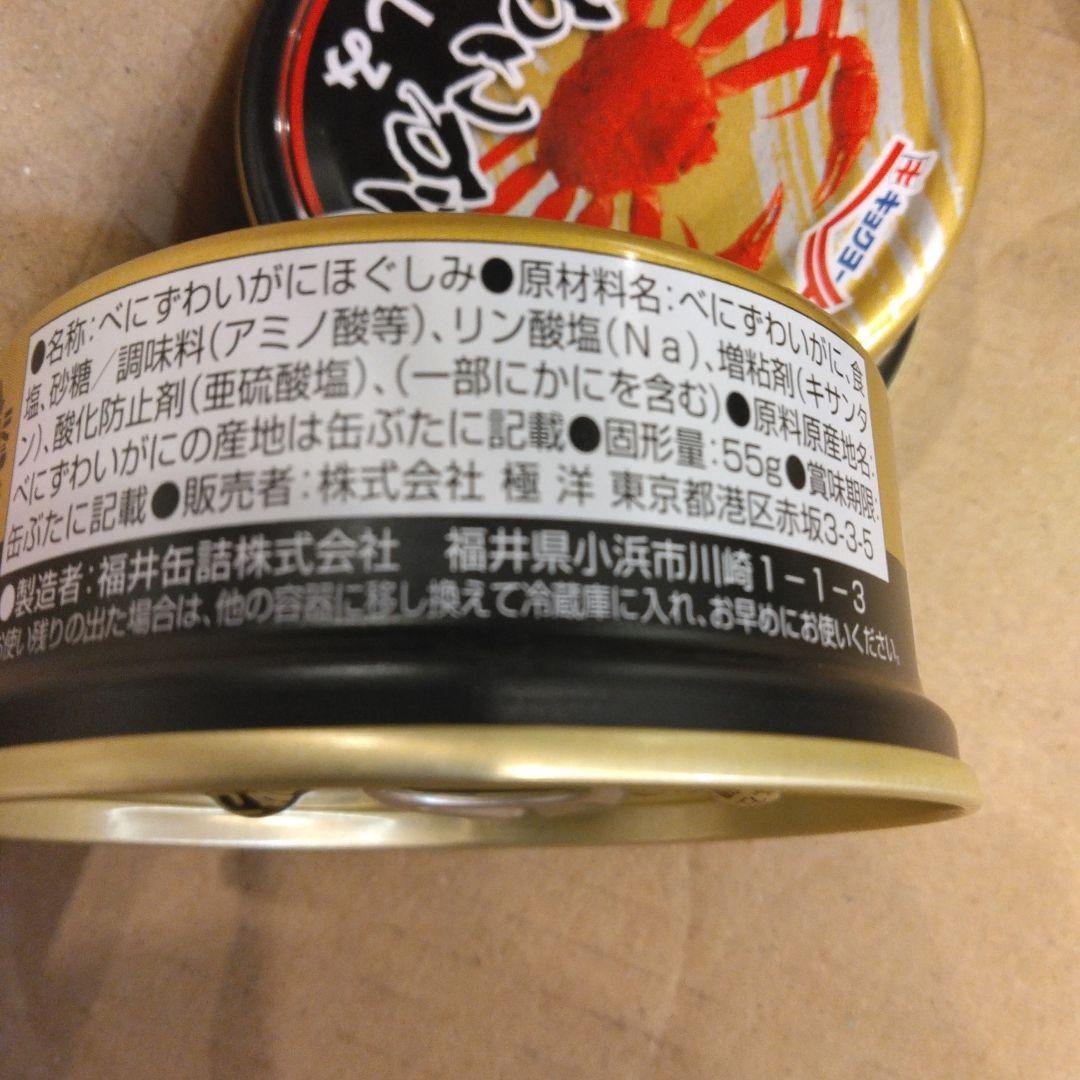 キョクヨー
●名称:べにずわいがにほぐしみ●原材料名:べにずわいがに、食
塩、砂糖／調味料(アミノ酸等)、リン酸塩(Na)、増粘剤(キサンタ
ン)、酸化防止剤(亜硫酸塩)、(一部にかにを含む)●原料原産地名:
べにずわいがにの産地は缶ぶたに記載●固形量:55g●賞味期限:
缶ぶたに記載●販売者:株式会社 極 洋 東京都港区赤坂3-3-5
●製造者:福井缶詰株式会社 福井県小浜市川崎1-1-3
お使い残りの出た場合は、他の容器に移し換えて冷蔵庫に入れ、お早めにお使いください。